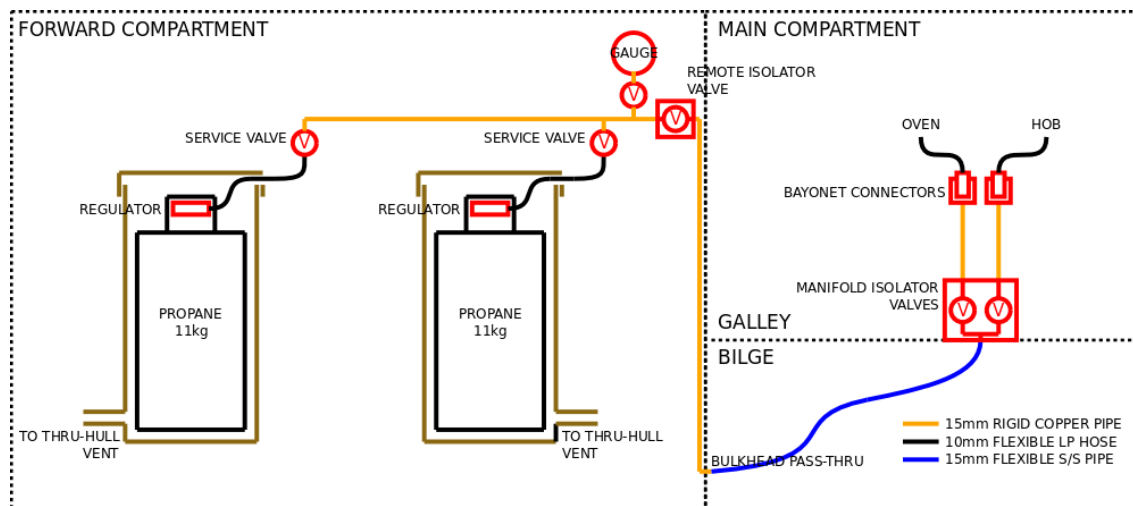 FORWARD COMPARTMENT
MAIN COMPARTMENT
GAUGE
V
REMOTE ISOLATOR
VALVE
V
SERVICE VALVE
V
SERVICE VALVE
V
OVEN
HOB
BAYONET CONNECTORS
REGULATOR
REGULATOR
PROPANE
11kg
PROPANE
11kg
MANIFOLD ISOLATOR
VALVES
V
V
GALLEY
BILGE
TO THRU-HULL
VENT
TO THRU-HULL
VENT
BULKHEAD PASS-THRU
15mm RIGID COPPER PIPE
10mm FLEXIBLE LP HOSE
15mm FLEXIBLE S/S PIPE